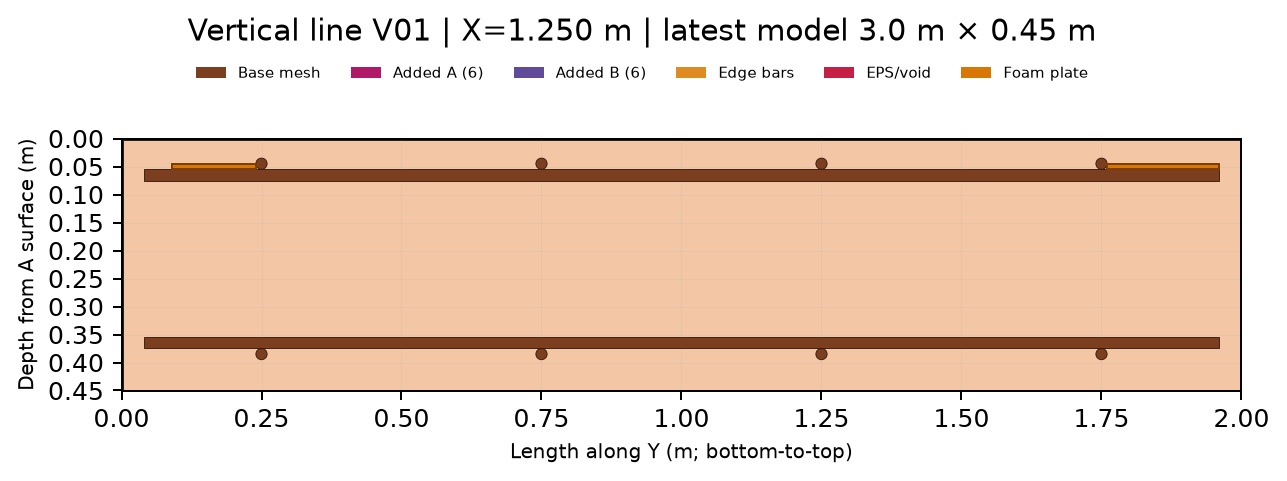 Vertical line V01 | X=1.250 m | latest model 3.0 m × 0.45 m
Base mesh Added A (6) Added B (6) Edge bars EPS/void Foam plate
Depth from A surface (m)
0.00
0.05
0.10
0.15
0.20
0.25
0.30
0.35
0.40
0.45
0.00 0.25 0.50 0.75 1.00 1.25 1.50 1.75 2.00
Length along Y (m; bottom-to-top)